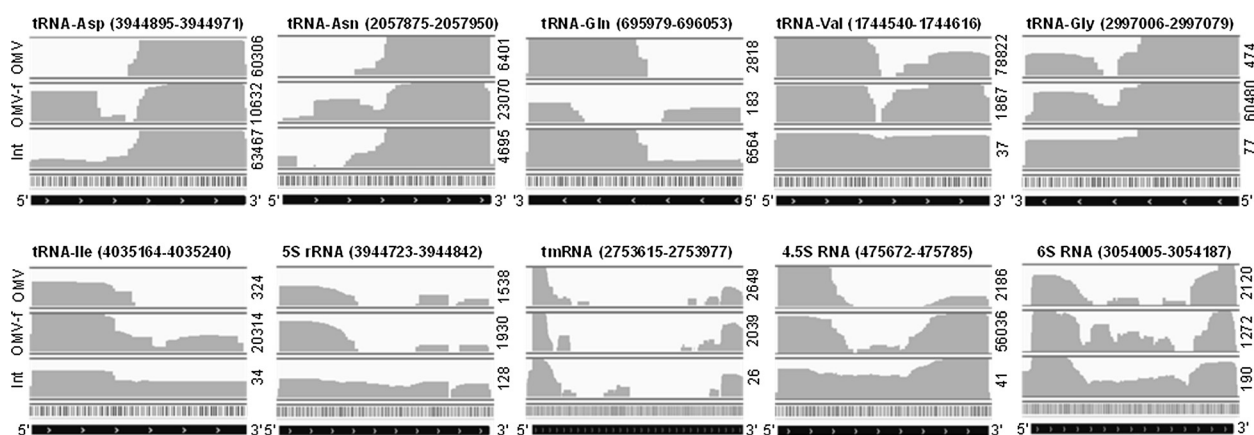 tRNA-Asp (3944895-3944971) tRNA-Asn (2057875-2057950) tRNA-Gln (695979-696053) tRNA-Val (1744540-1744616) tRNA-Gly (2997006-2997079)
OMV 60306 6401 2818 78822 474
OMV-f 10632 23070 183 1867 60480
Int 63467 4695 6564 37 77
5' 3' 5' 3' '3 5' 5' 3' '3 5'
tRNA-Ile (4035164-4035240) 5S rRNA (3944723-3944842) tmRNA (2753615-2753977) 4.5S RNA (475672-475785) 6S RNA (3054005-3054187)
OMV 324 1538 2649 2186 2120
OMV-f 20314 1930 2039 56036 1272
Int 34 128 26 41 190
5' 3' 5' 3' 5' 3' 5' 3' 5' 3'